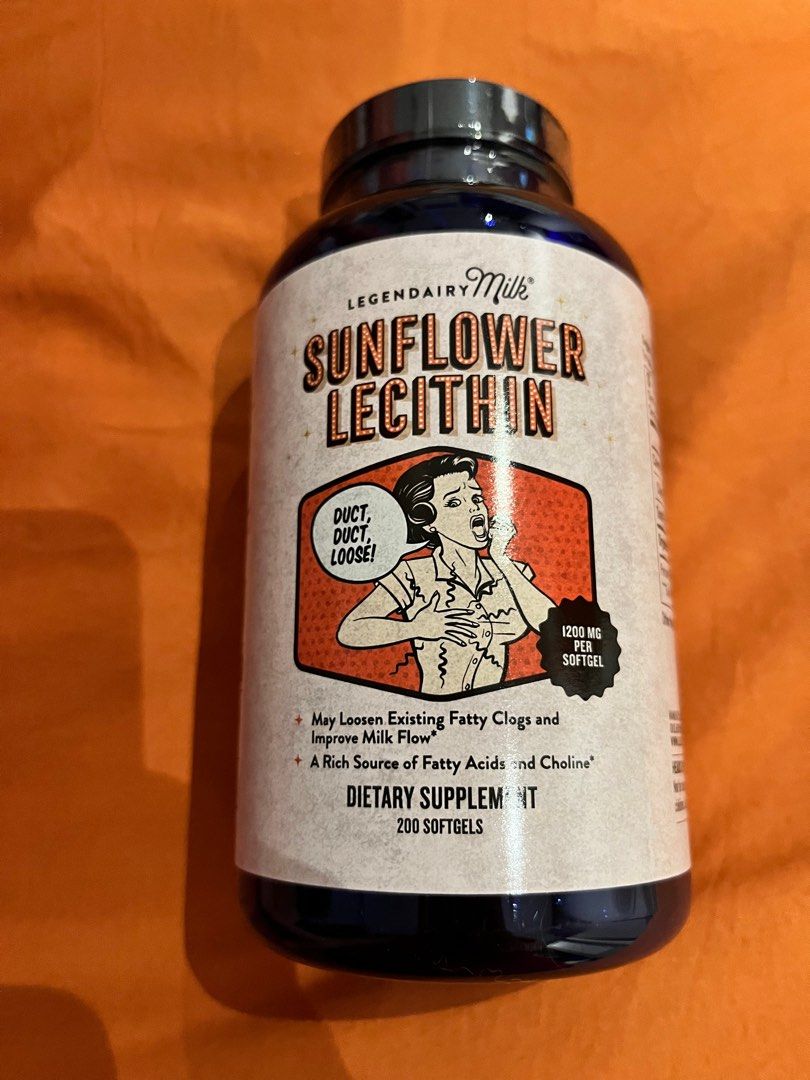 LEGENDAIRY Milk®
SUNFLOWER
LECITHIN
DUCT,
DUCT,
LOOSE!
1200 MG
PER
SOFTGEL
May Loosen Existing Fatty Clogs and
Improve Milk Flow*
A Rich Source of Fatty Acids and Choline*
DIETARY SUPPLEMENT
200 SOFTGELS